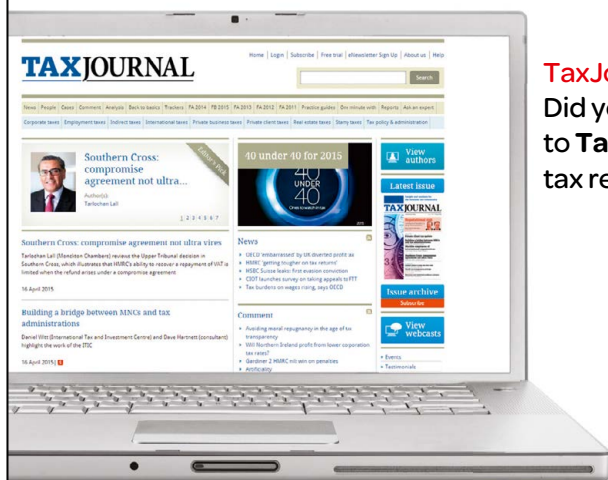 TAXJOURNAL
Home | Login | Subscribe | Free trial | eNewsletter Sign Up | About us | Help
Search
News | People | Cases | Comment | Analysis | Back to basics | Trackers | FA 2014 | FB 2015 | FA 2013 | FA 2012 | FA 2011 | Practice guides | One minute with | Reports | Ask an expert
Corporate taxes | Employment taxes | Indirect taxes | International taxes | Private business taxes | Private client taxes | Real estate taxes | Stamp taxes | Tax policy & administration
Editor's Pick
Southern Cross:
compromise
agreement not ultra...
Author(s):
Tarlochan Lall
1 2 3 4 5 6 7
40 under 40 for 2015
40
UNDER
40
View
authors
Latest issue
TAXJOURNAL
Issue archive
Subscribe
View
webcasts
Events
Testimonials
Southern Cross: compromise agreement not ultra vires
Tarlochan Lall (Monckton Chambers) reviews the Upper Tribunal decision in
Southern Cross, which illustrates that HMRC's ability to recover a repayment of VAT is
limited when the refund arises under a compromise agreement
16 April 2015
Building a bridge between MNCs and tax
administrations
Daniel Witt (International Tax and Investment Centre) and Dave Hartnett (consultant)
highlight the work of the ITIC
16 April 2015 |
News
OECD 'embarrassed' by UK diverted profit as
HMRC 'getting tougher on tax returns'
HSBC Suisse leaks: first evasion conviction
CIOT launches survey on taking appeals to FTT
Tax burdens on wages rising, says OECD
Comment
Avoiding moral repugnancy in the age of tax
transparency
Will Northern Ireland profit from lower corporation
tax rates?
Gardner 2 HMRC nil: win on penalties
Artificiality
TaxJo
Did yo
to Ta
tax re